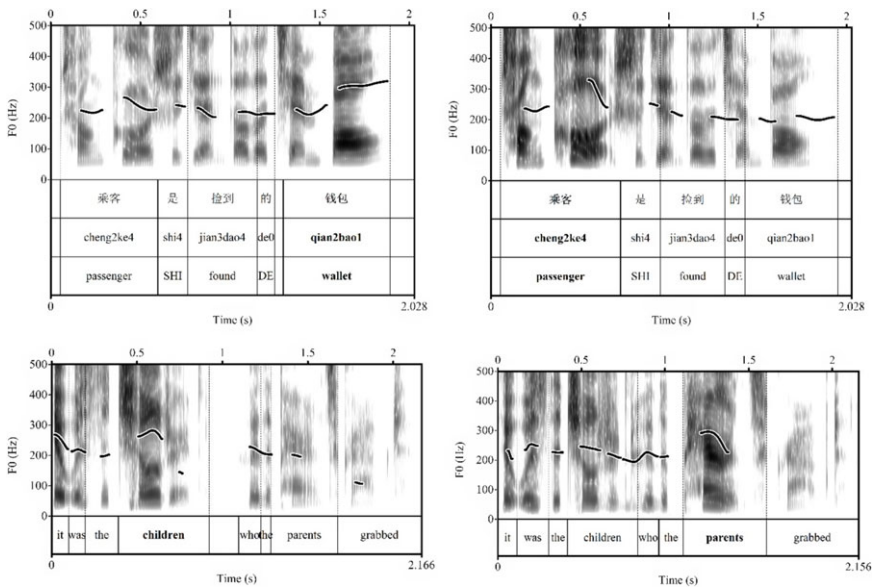 0 0.5 1 1.5 2
500
400
300
200
100
0
F0 (Hz)
乘客 是 捡到 的 钱包
cheng2ke4 shi4 jian3dao4 de0 qian2bao1
passenger SHI found DE wallet
0 2.028
Time (s)
0 0.5 1 1.5 2
500
400
300
200
100
0
F0 (Hz)
乘客 是 捡到 的 钱包
cheng2ke4 shi4 jian3dao4 de0 qian2bao1
passenger SHI found DE wallet
0 2.028
Time (s)
0 0.5 1 1.5 2
500
400
300
200
100
0
F0 (Hz)
it was the children who the parents grabbed
0 2.166
Time (s)
0 0.5 1 1.5 2
500
400
300
200
100
0
F0 (Hz)
it was the children who the parents grabbed
0 2.156
Time (s)